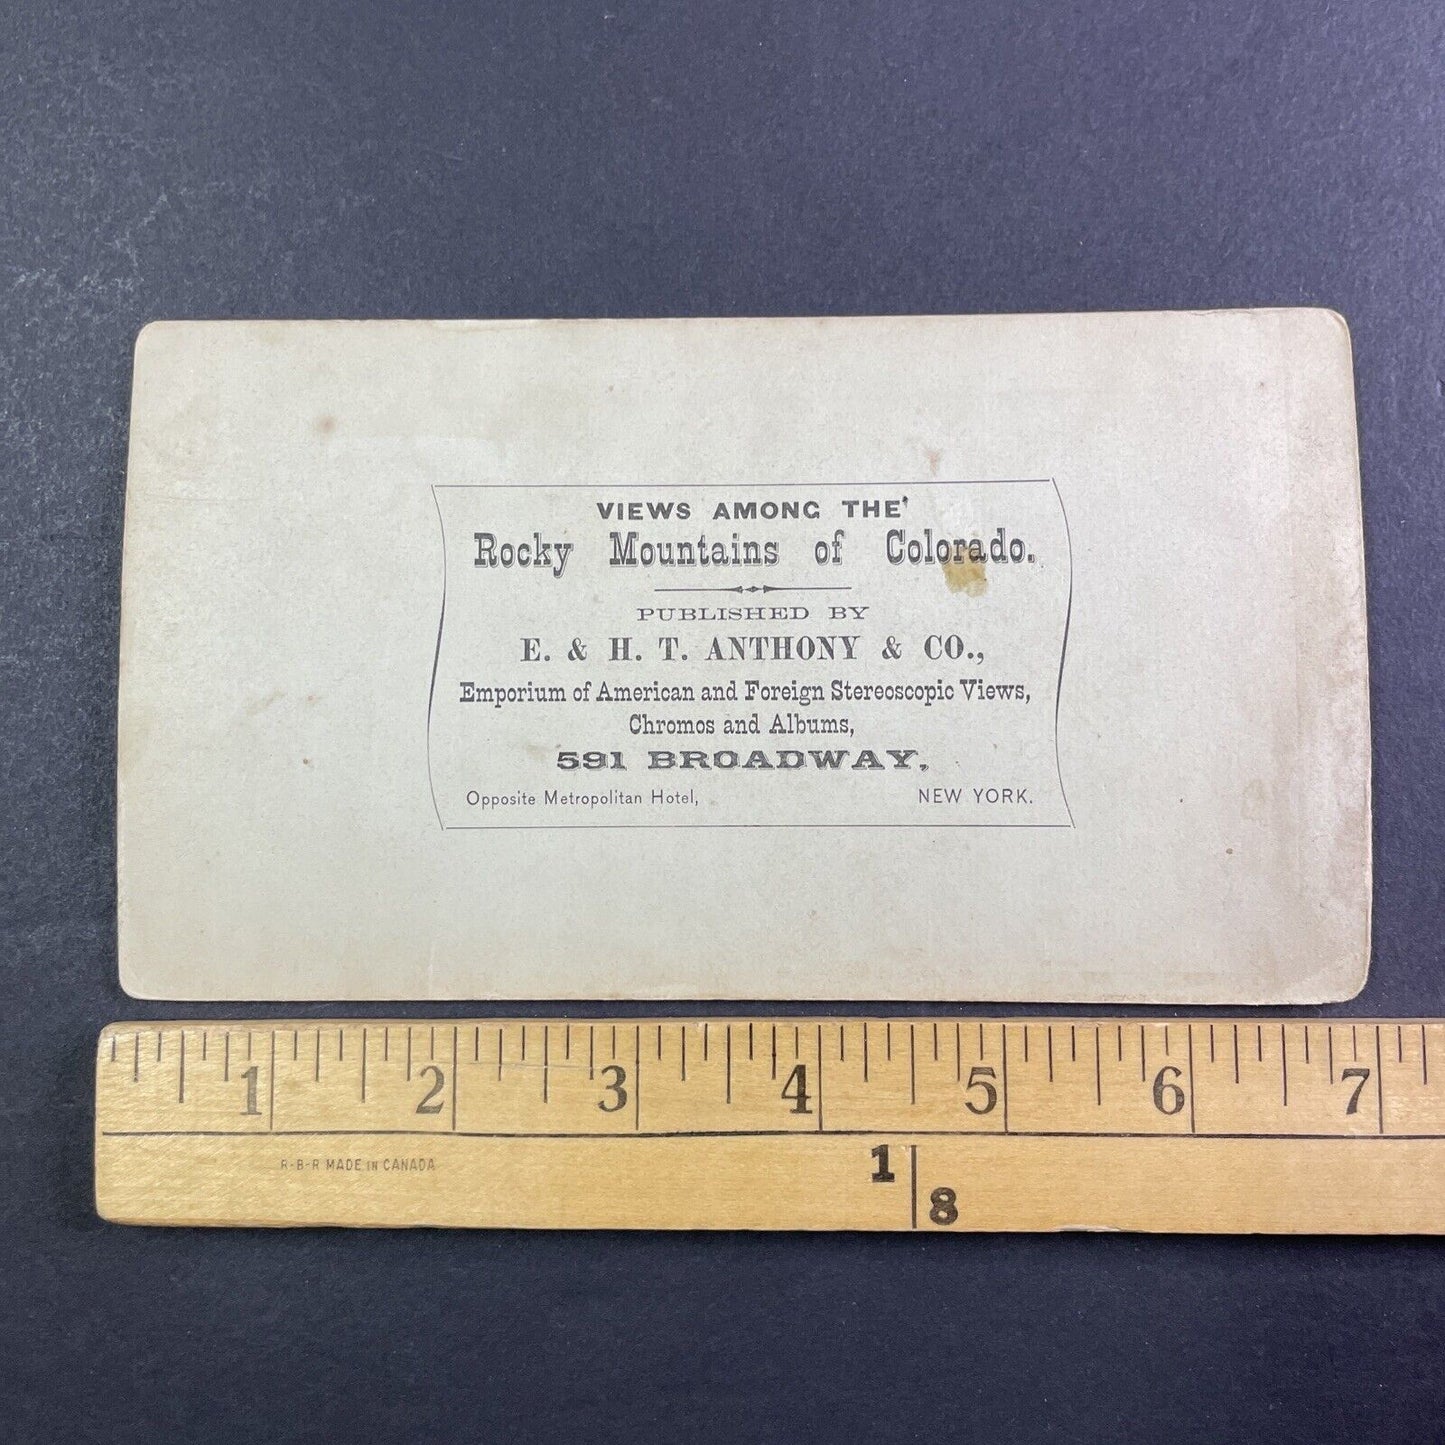 VIEWS AMONG THE
Rocky Mountains of Colorado.
PUBLISHED BY
E. & H. T. ANTHONY & CO.,
Emporium of American and Foreign Stereoscopic Views,
Chromos and Albums,
591 BROADWAY,
Opposite Metropolitan Hotel, NEW YORK.
1 2 3 4 5 6 7
R-B-R MADE IN CANADA
1 8